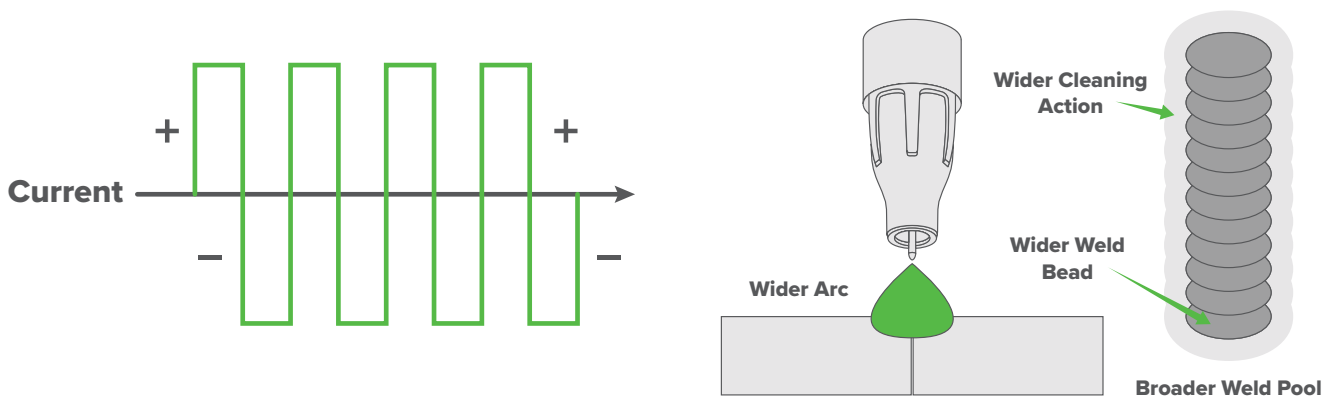 +
+
Current
−
−
Wider Arc
Wider Cleaning
Action
Wider Weld
Bead
Broader Weld Pool